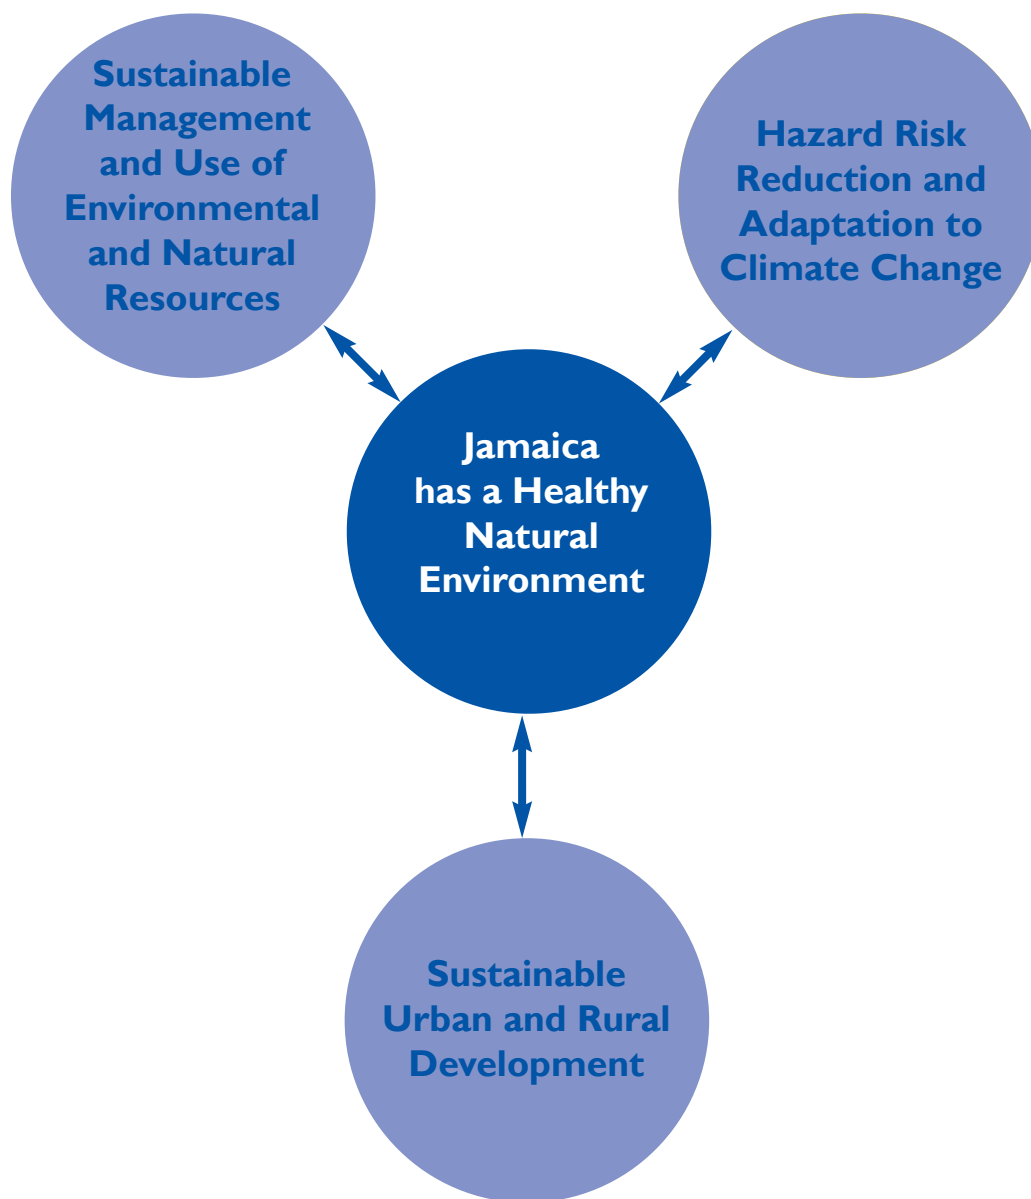 Sustainable
Management
and Use of
Environmental
and Natural
Resources
Hazard Risk
Reduction and
Adaptation to
Climate Change
Jamaica
has a Healthy
Natural
Environment
Sustainable
Urban and Rural
Development